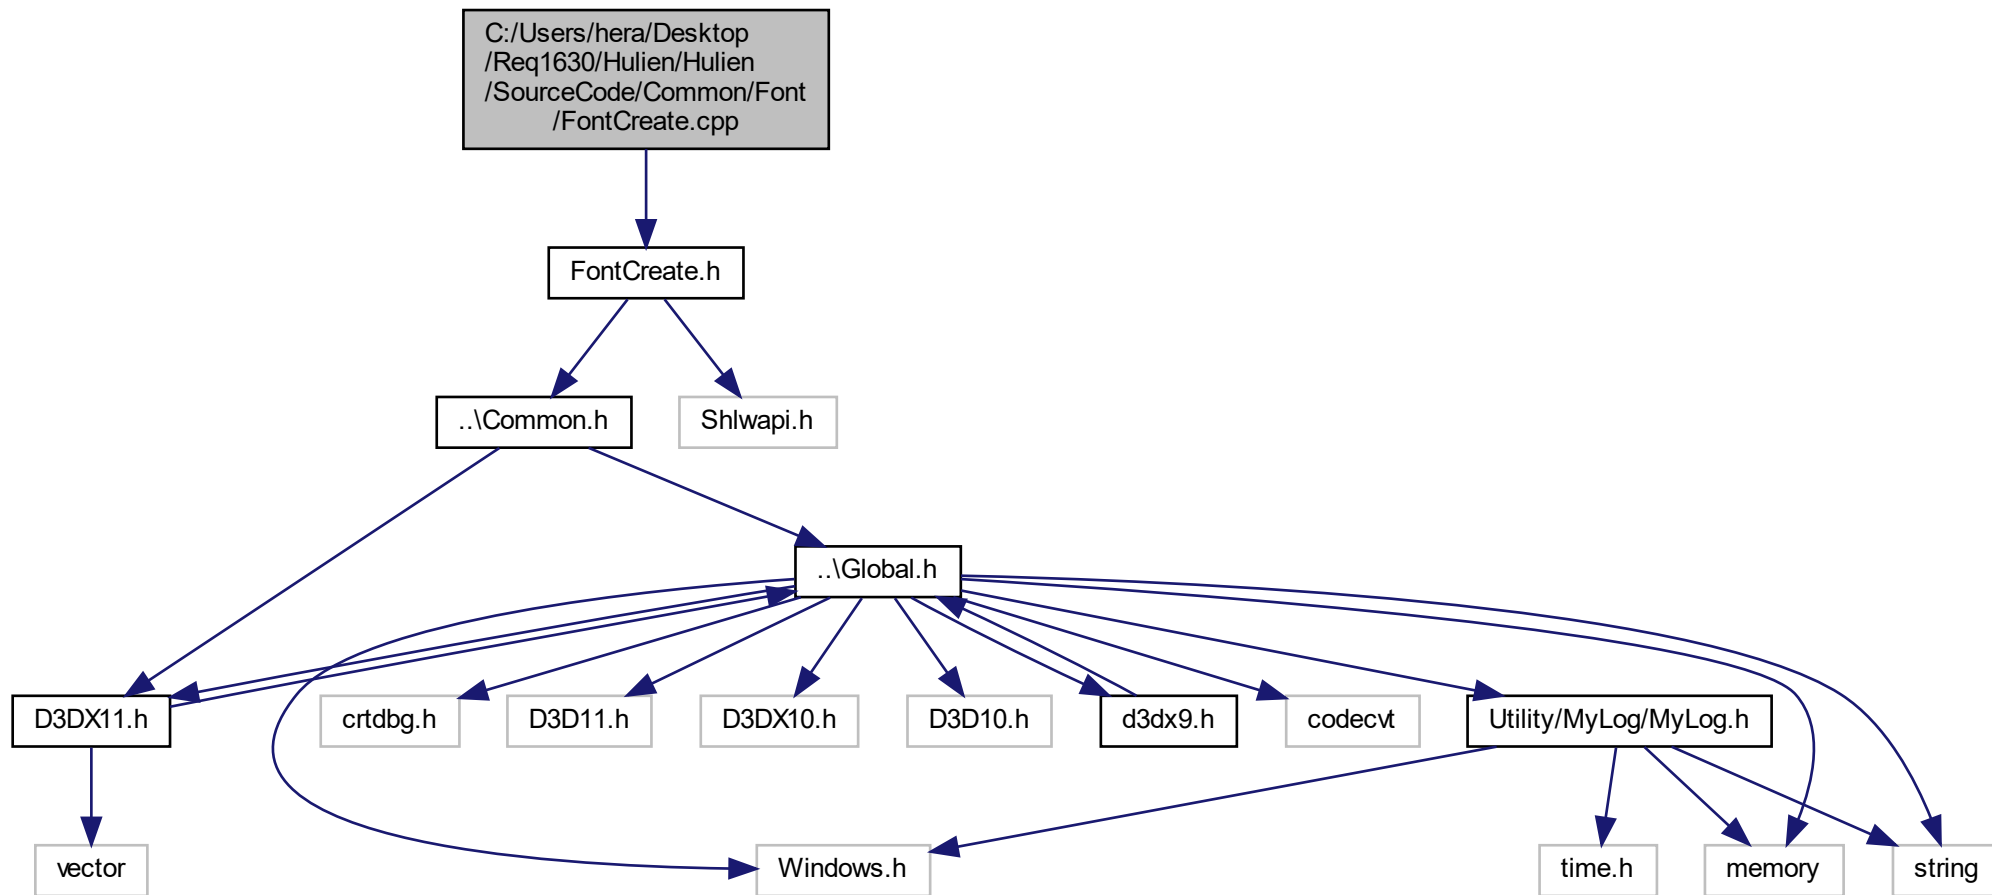 C:/Users/hera/Desktop
/Req1630/Hulien/Hulien
/SourceCode/Common/Font
/FontCreate.cpp
FontCreate.h
..\Common.h
Shlwapi.h
..\Global.h
D3DX11.h
crtdbg.h
D3D11.h
D3DX10.h
D3D10.h
d3dx9.h
codecvt
Utility/MyLog/MyLog.h
vector
Windows.h
time.h
memory
string